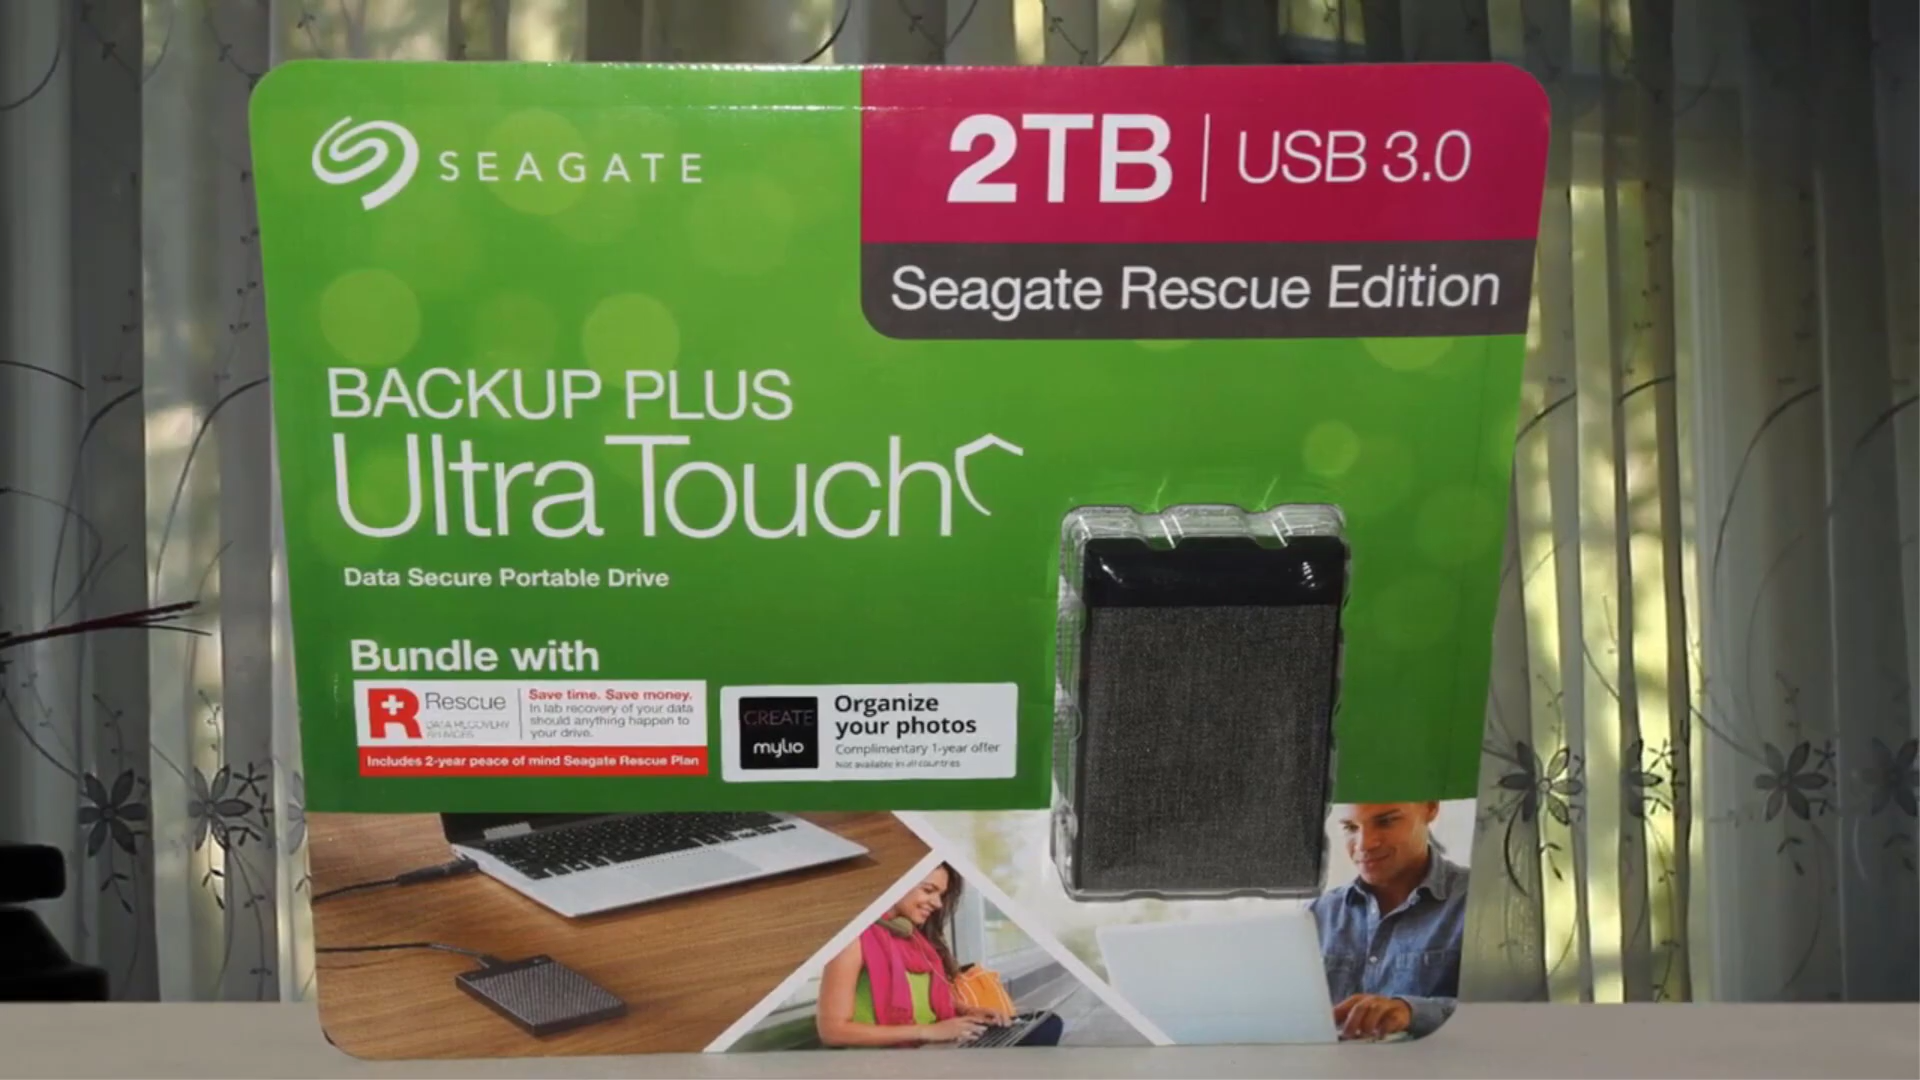 SEAGATE
2TB | USB 3.0
Seagate Rescue Edition
BACKUP PLUS
Ultra Touch
Data Secure Portable Drive
Bundle with
Rescue
DATA RECOVERY
SERVICES
Save time. Save money.
In lab recovery of your data
should anything happen to
your drive.
Includes 2-year peace of mind Seagate Rescue Plan
CREATE
mylio
Organize
your photos
Complimentary 1-year offer
Not available in all countries